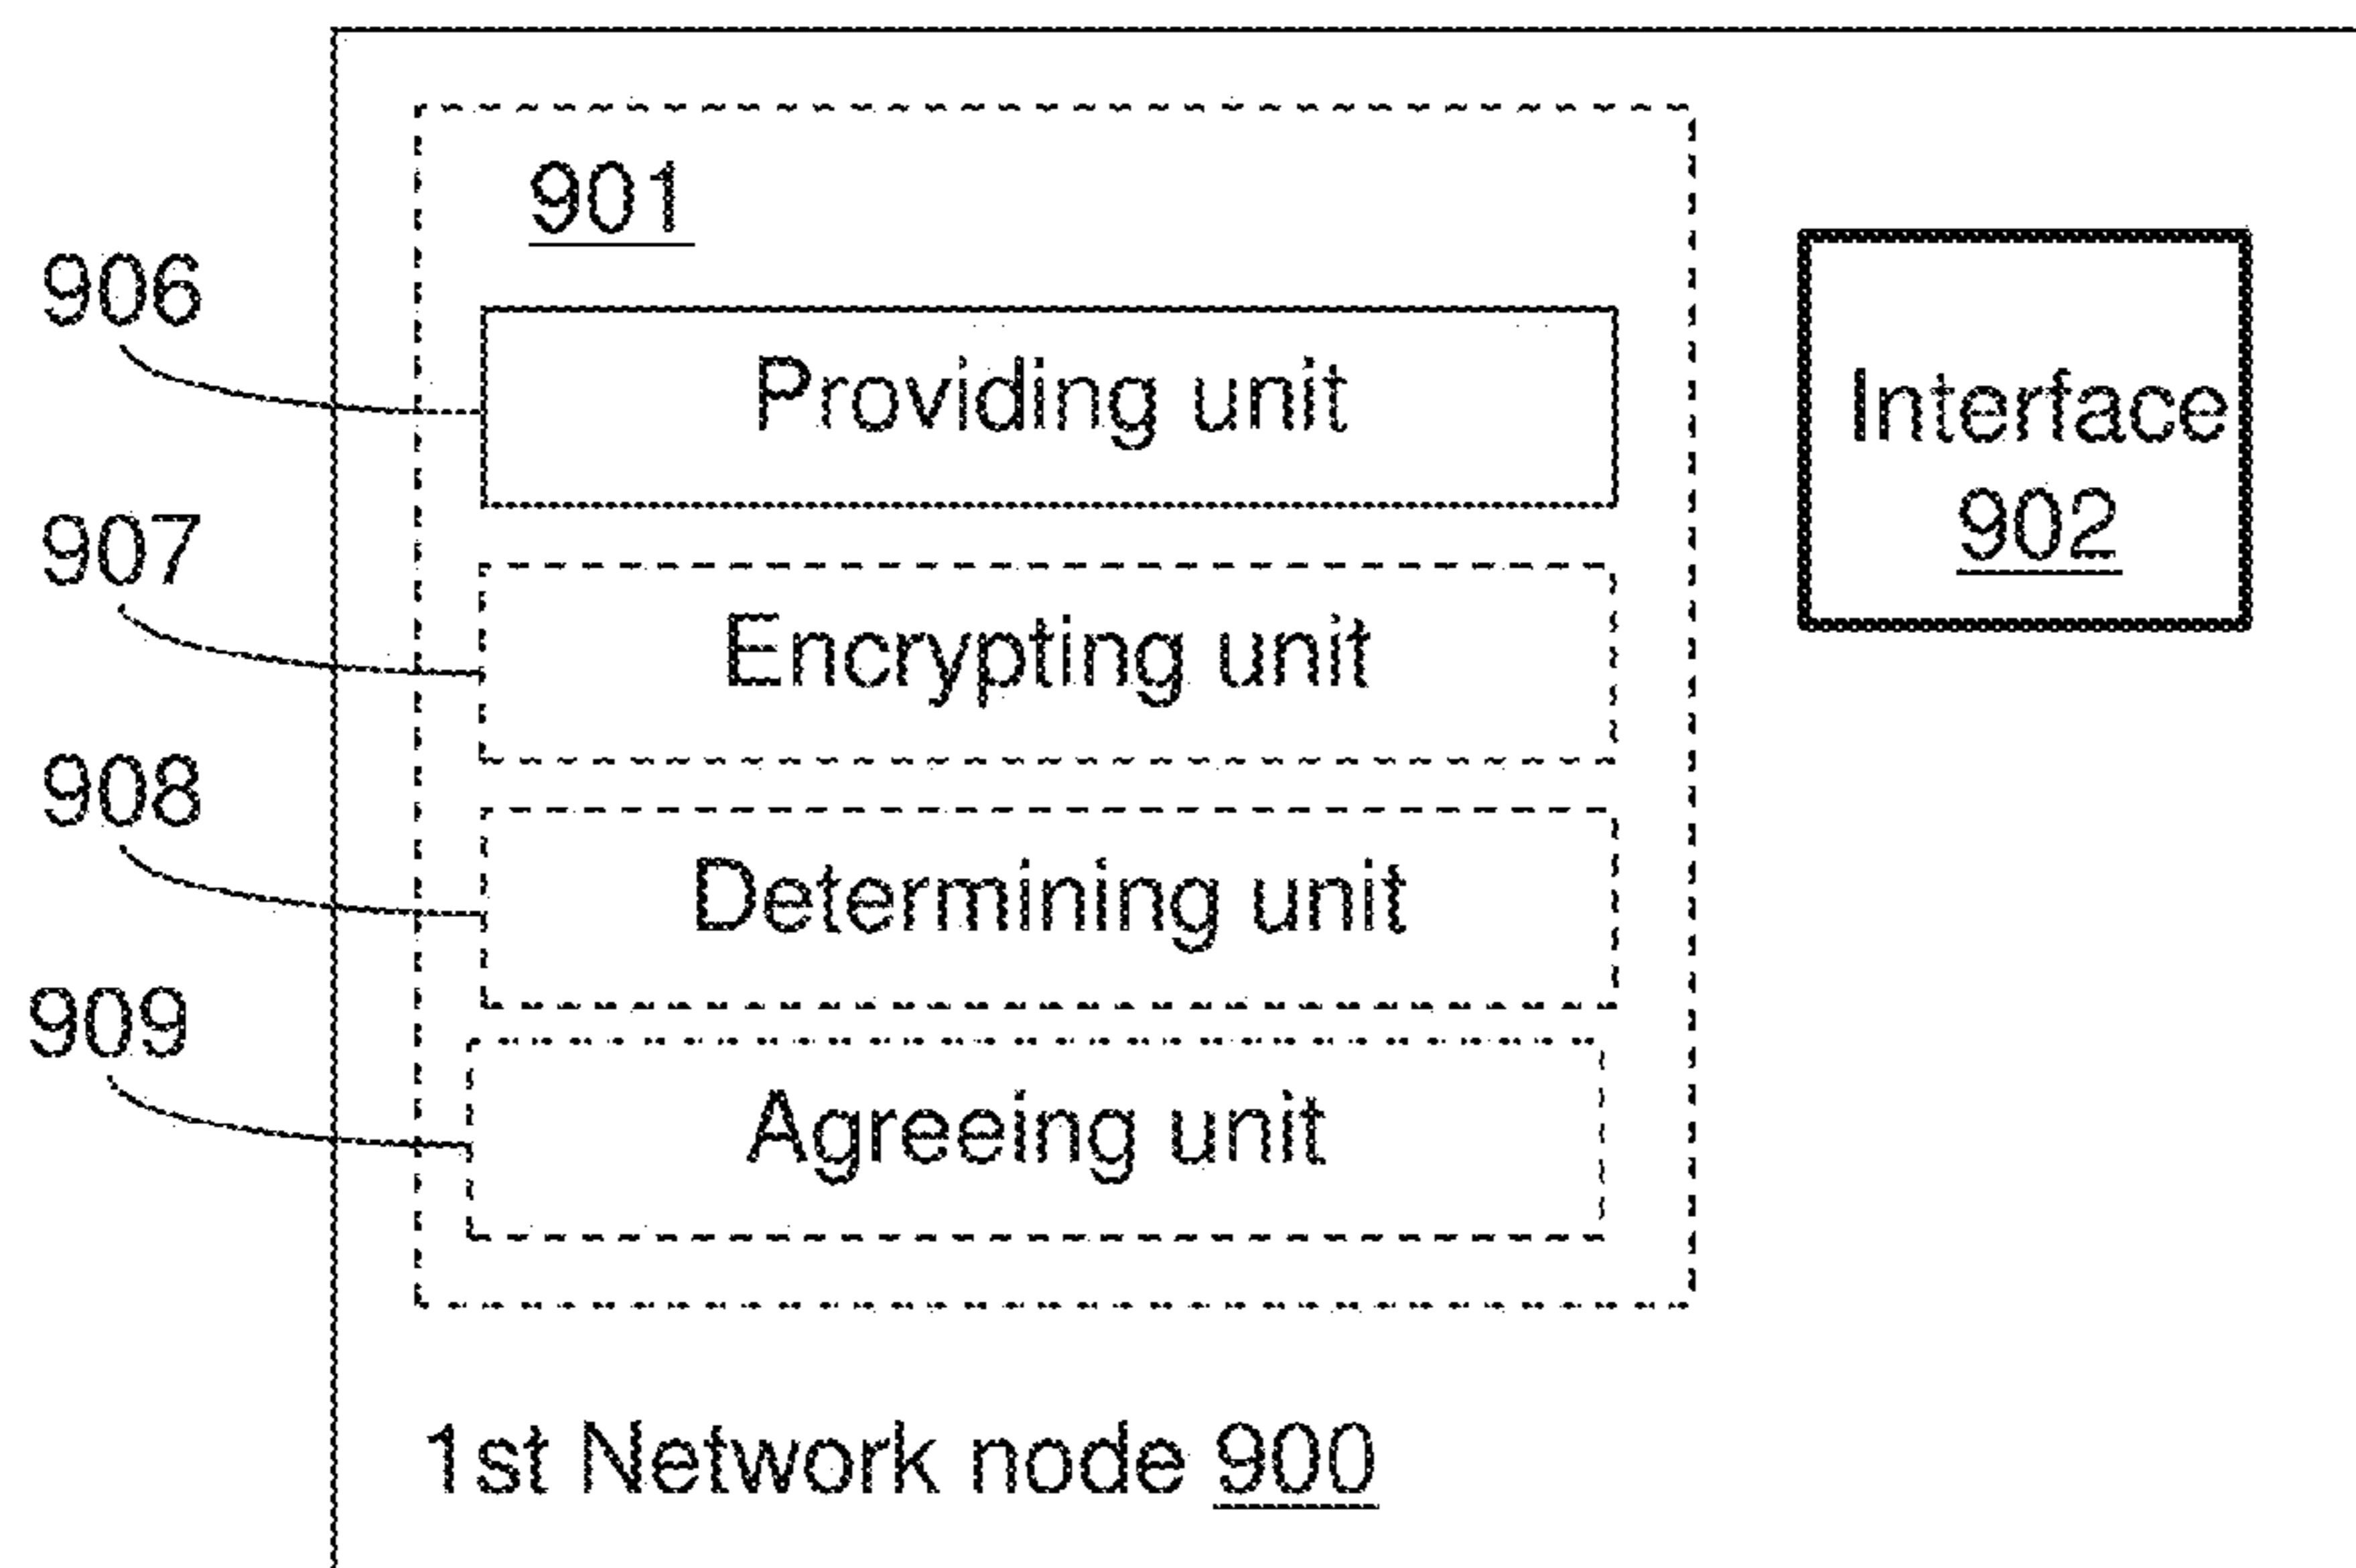 901
906
Providing unit
Interface
902
907
Encrypting unit
908
Determining unit
909
Agreeing unit
1st Network node 900